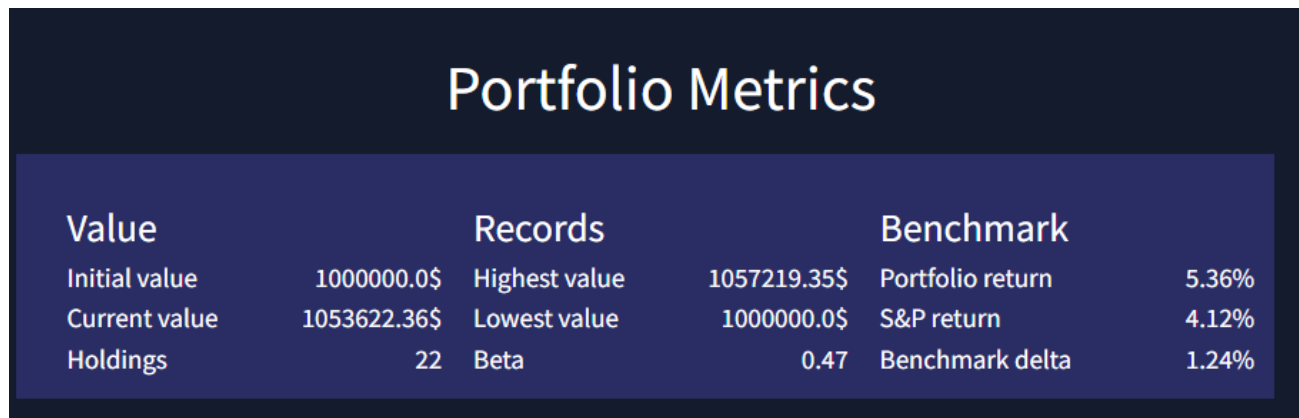 Portfolio Metrics
Value Records Benchmark
Initial value 1000000.0$ Highest value 1057219.35$ Portfolio return 5.36%
Current value 1053622.36$ Lowest value 1000000.0$ S&P return 4.12%
Holdings 22 Beta 0.47 Benchmark delta 1.24%